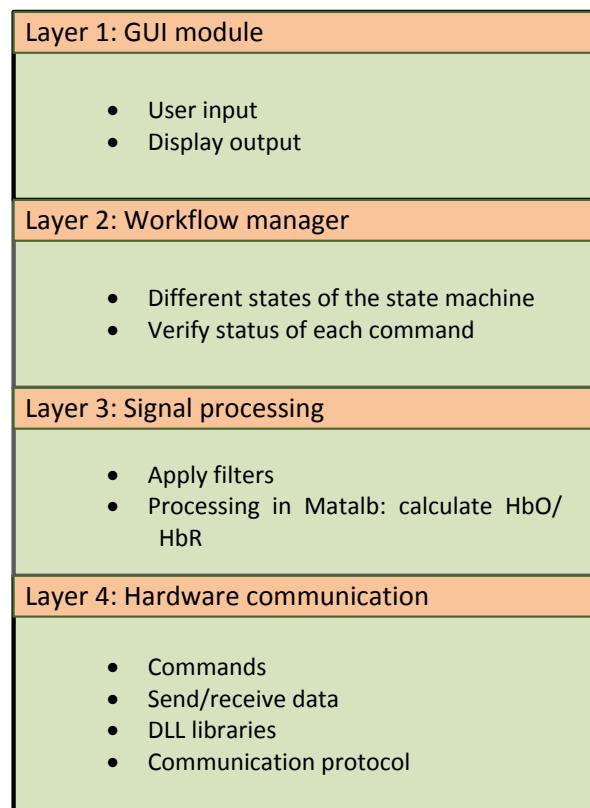 Layer 1: GUI module
• User input
• Display output
Layer 2: Workflow manager
• Different states of the state machine
• Verify status of each command
Layer 3: Signal processing
• Apply filters
• Processing in Matalb: calculate HbO/
HbR
Layer 4: Hardware communication
• Commands
• Send/receive data
• DLL libraries
• Communication protocol